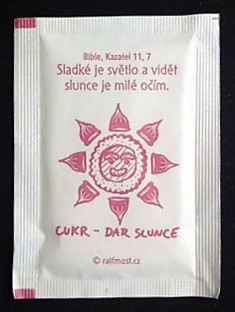 Bible, Kazatel 11, 7
Sladké je světlo a vidět
slunce je milé očím.
CUKR - DAR SLUNCE
© ralfmost.cz